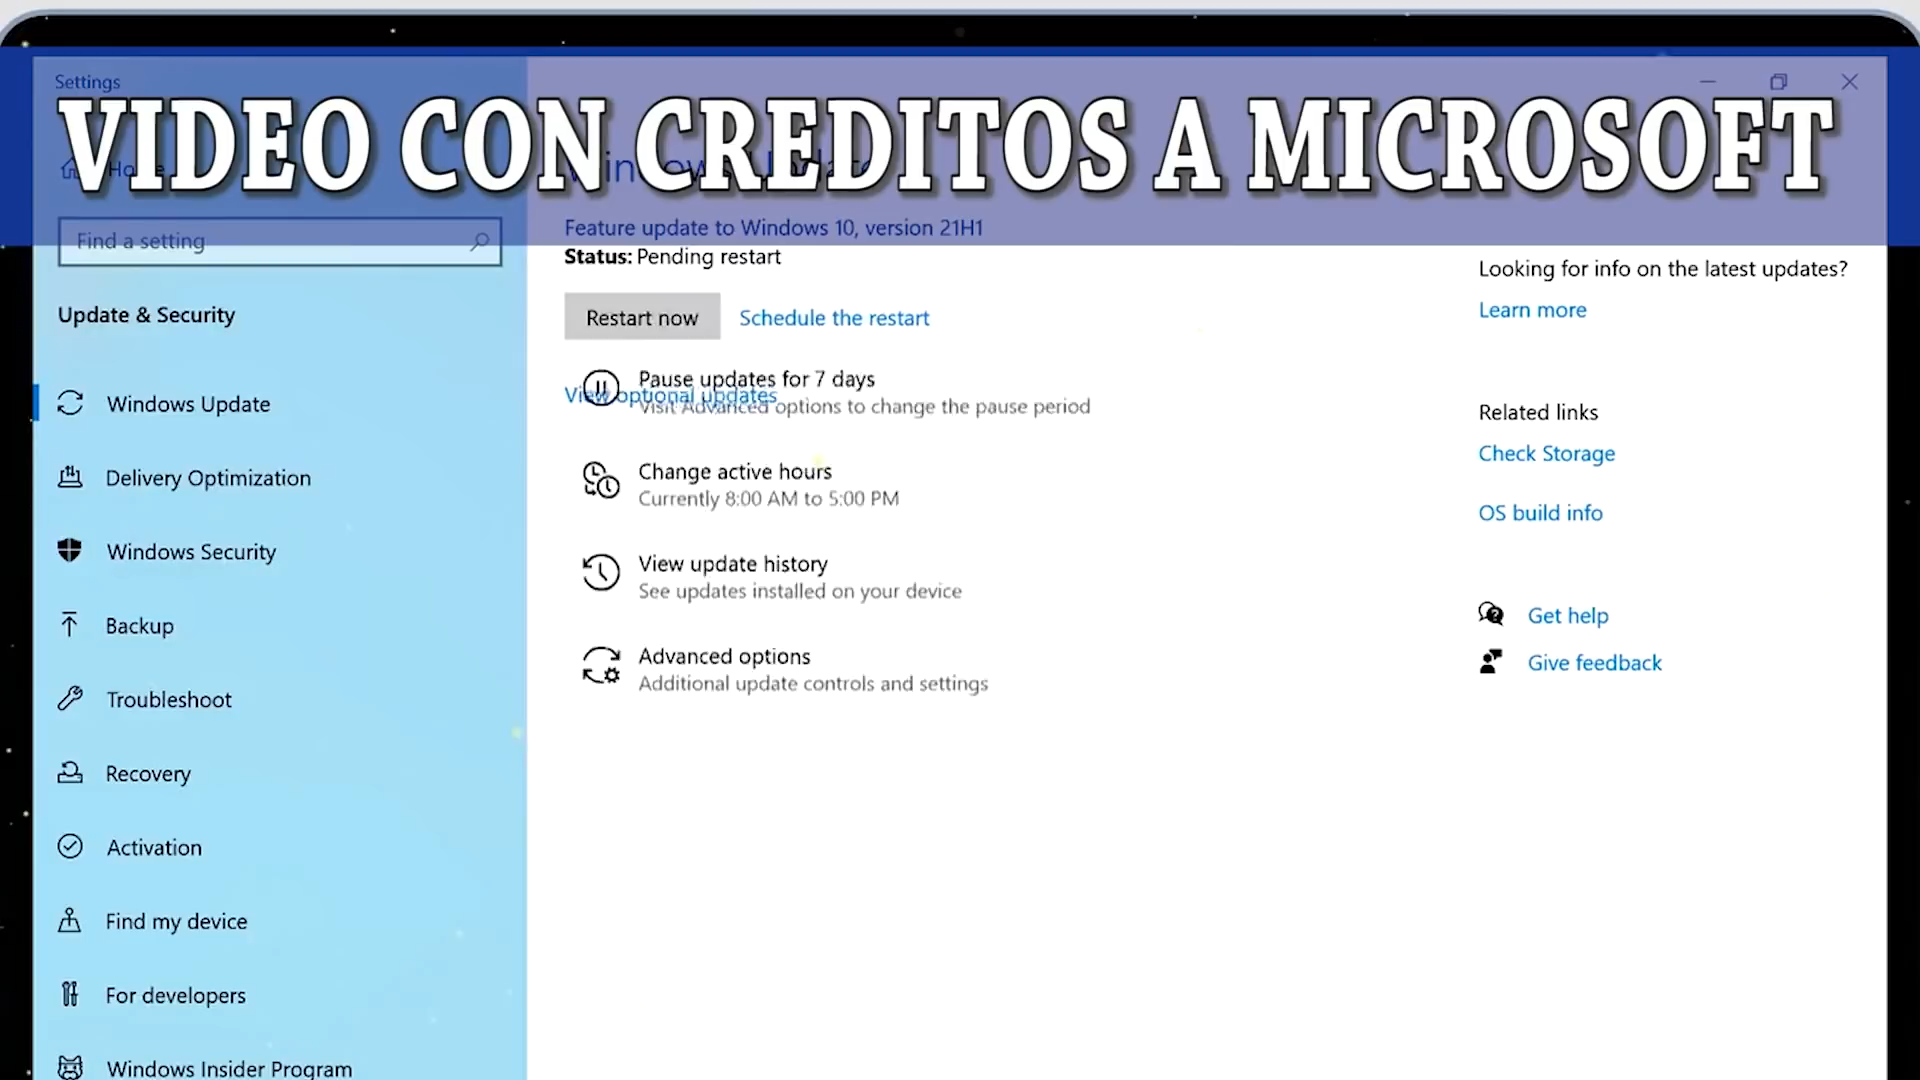 Settings
VIDEO CON CREDITOS A MICROSOFT
Home
Windows Update
Find a setting
Update & Security
Windows Update
Delivery Optimization
Windows Security
Backup
Troubleshoot
Recovery
Activation
Find my device
For developers
Windows Insider Program
Feature update to Windows 10, version 21H1
Status: Pending restart
Restart now
Schedule the restart
View optional updates
Pause updates for 7 days
Visit Advanced options to change the pause period
Change active hours
Currently 8:00 AM to 5:00 PM
View update history
See updates installed on your device
Advanced options
Additional update controls and settings
Looking for info on the latest updates?
Learn more
Related links
Check Storage
OS build info
Get help
Give feedback